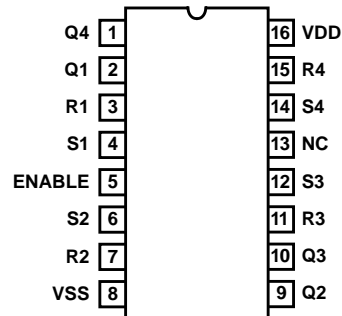 Q4 1 16 VDD
Q1 2 15 R4
R1 3 14 S4
S1 4 13 NC
ENABLE 5 12 S3
S2 6 11 R3
R2 7 10 Q3
VSS 8 9 Q2